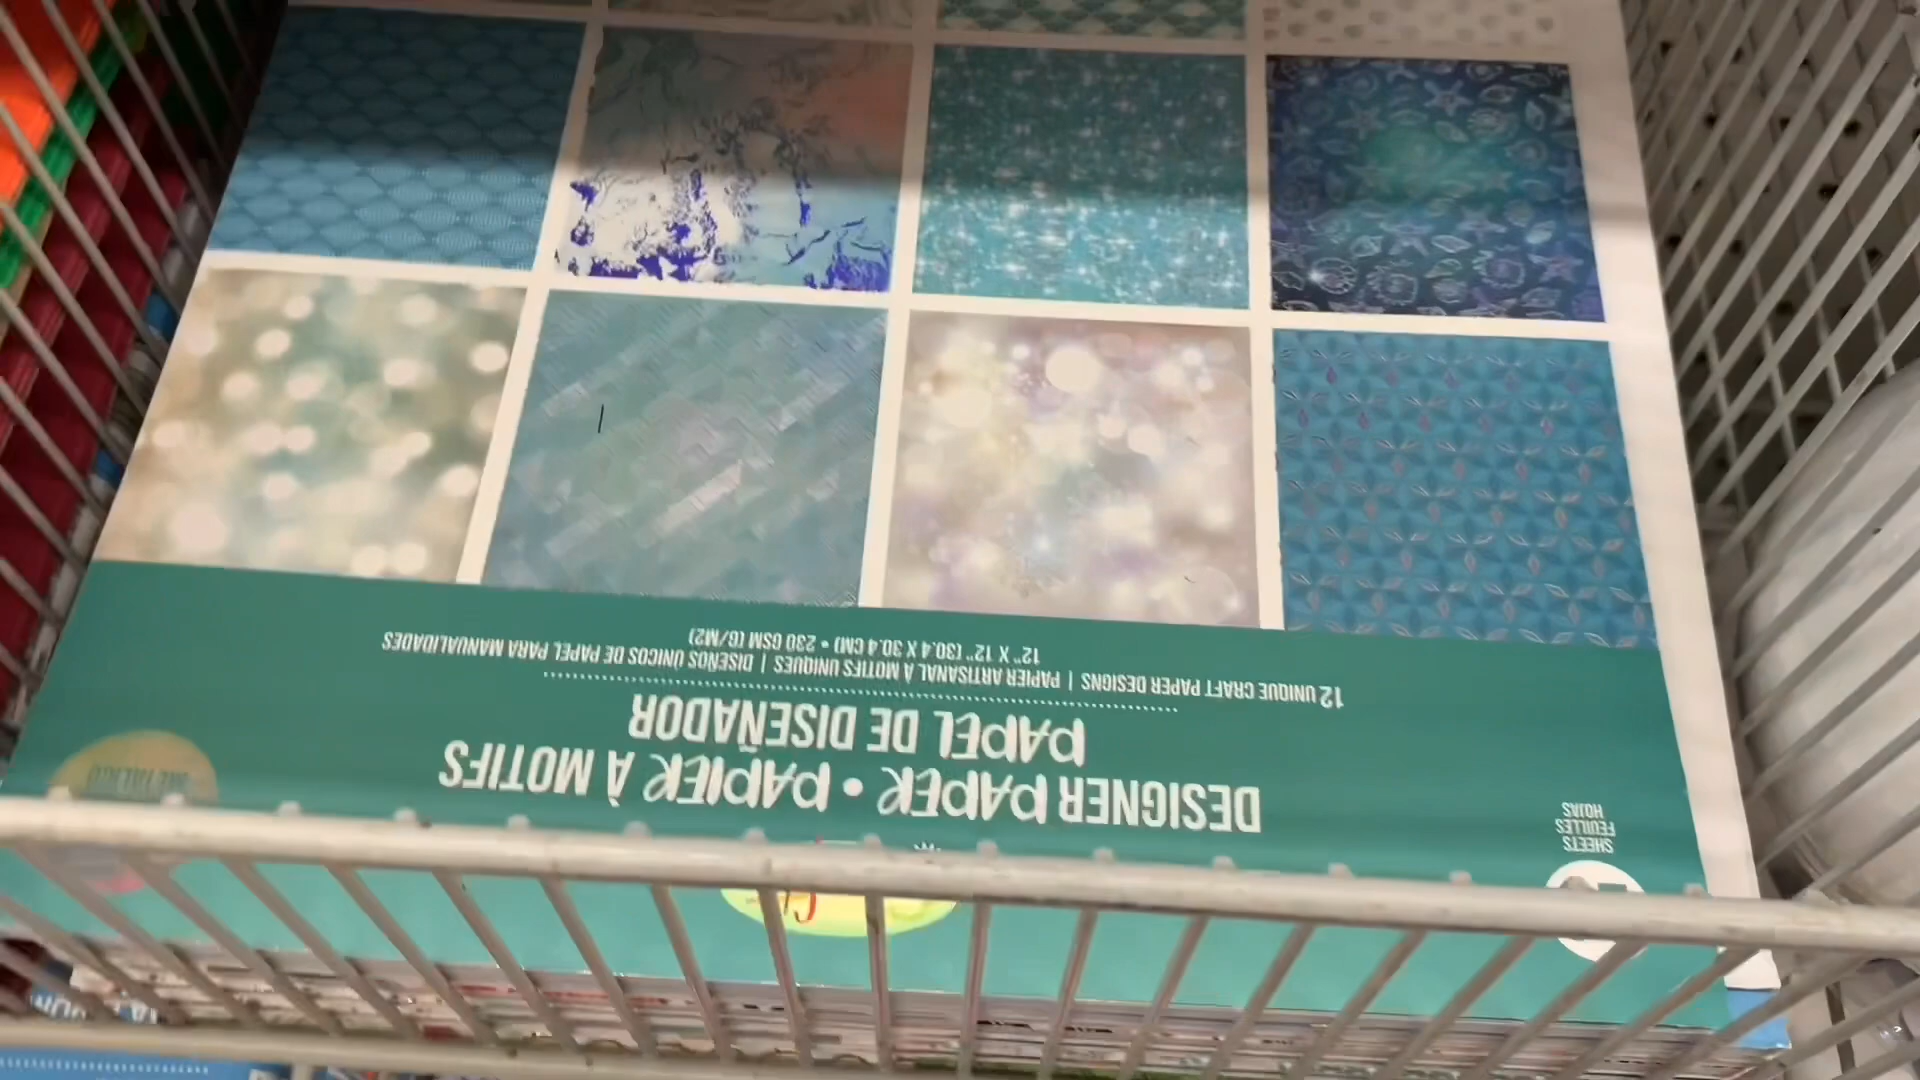 DESIGNER PAPER • PAPIER À MOTIFS
PAPEL DE DISEÑADOR
12 UNIQUE CRAFT PAPER DESIGNS | PAPIER ARTISANAL À MOTIFS UNIQUES | DISEÑOS ÚNICOS DE PAPEL PARA MANUALIDADES
12" X 12" (30.4 X 30.4 CM) • 230 GSM (G/M2)
SHEETS
FEUILLES
HOJAS
METÁLICO